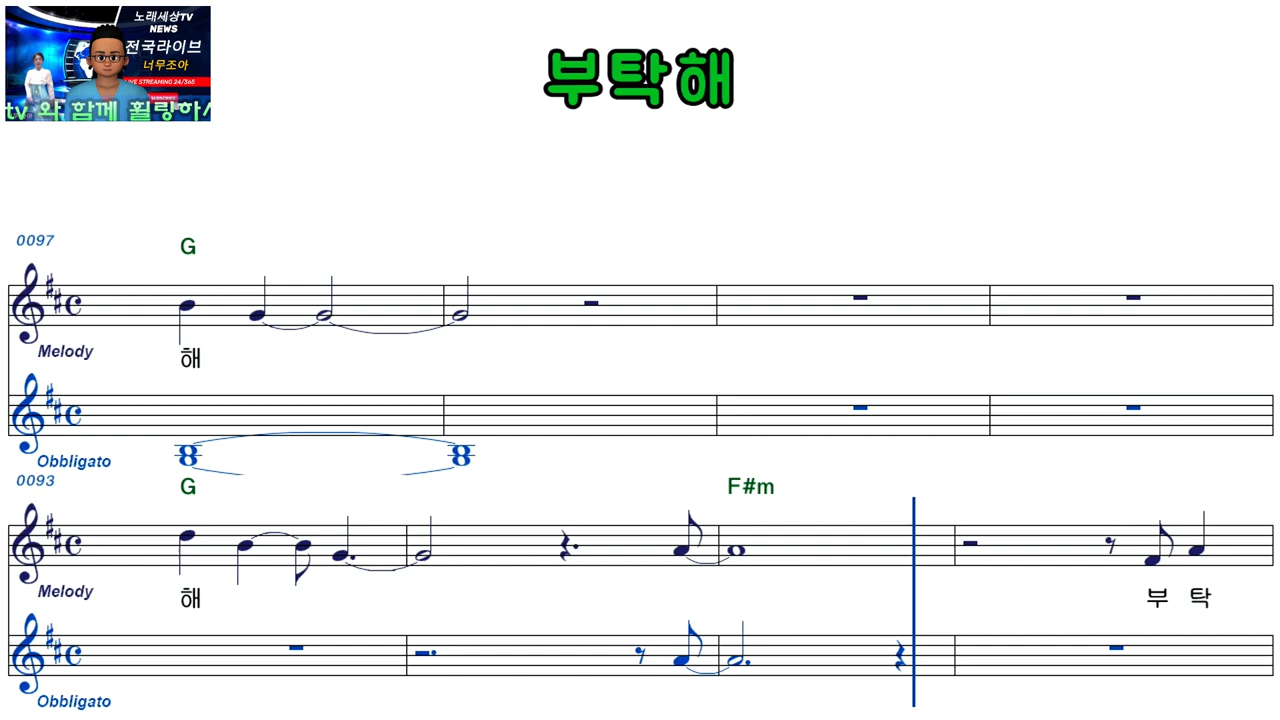 노래세상TV
NEWS
전국라이브
너무조아
LIVE STREAMING 24/365
tv 와 함께 힐링하시
부탁해
0097
G
Melody
해
Obbligato
0093
G F#m
Melody
해 부 탁
Obbligato